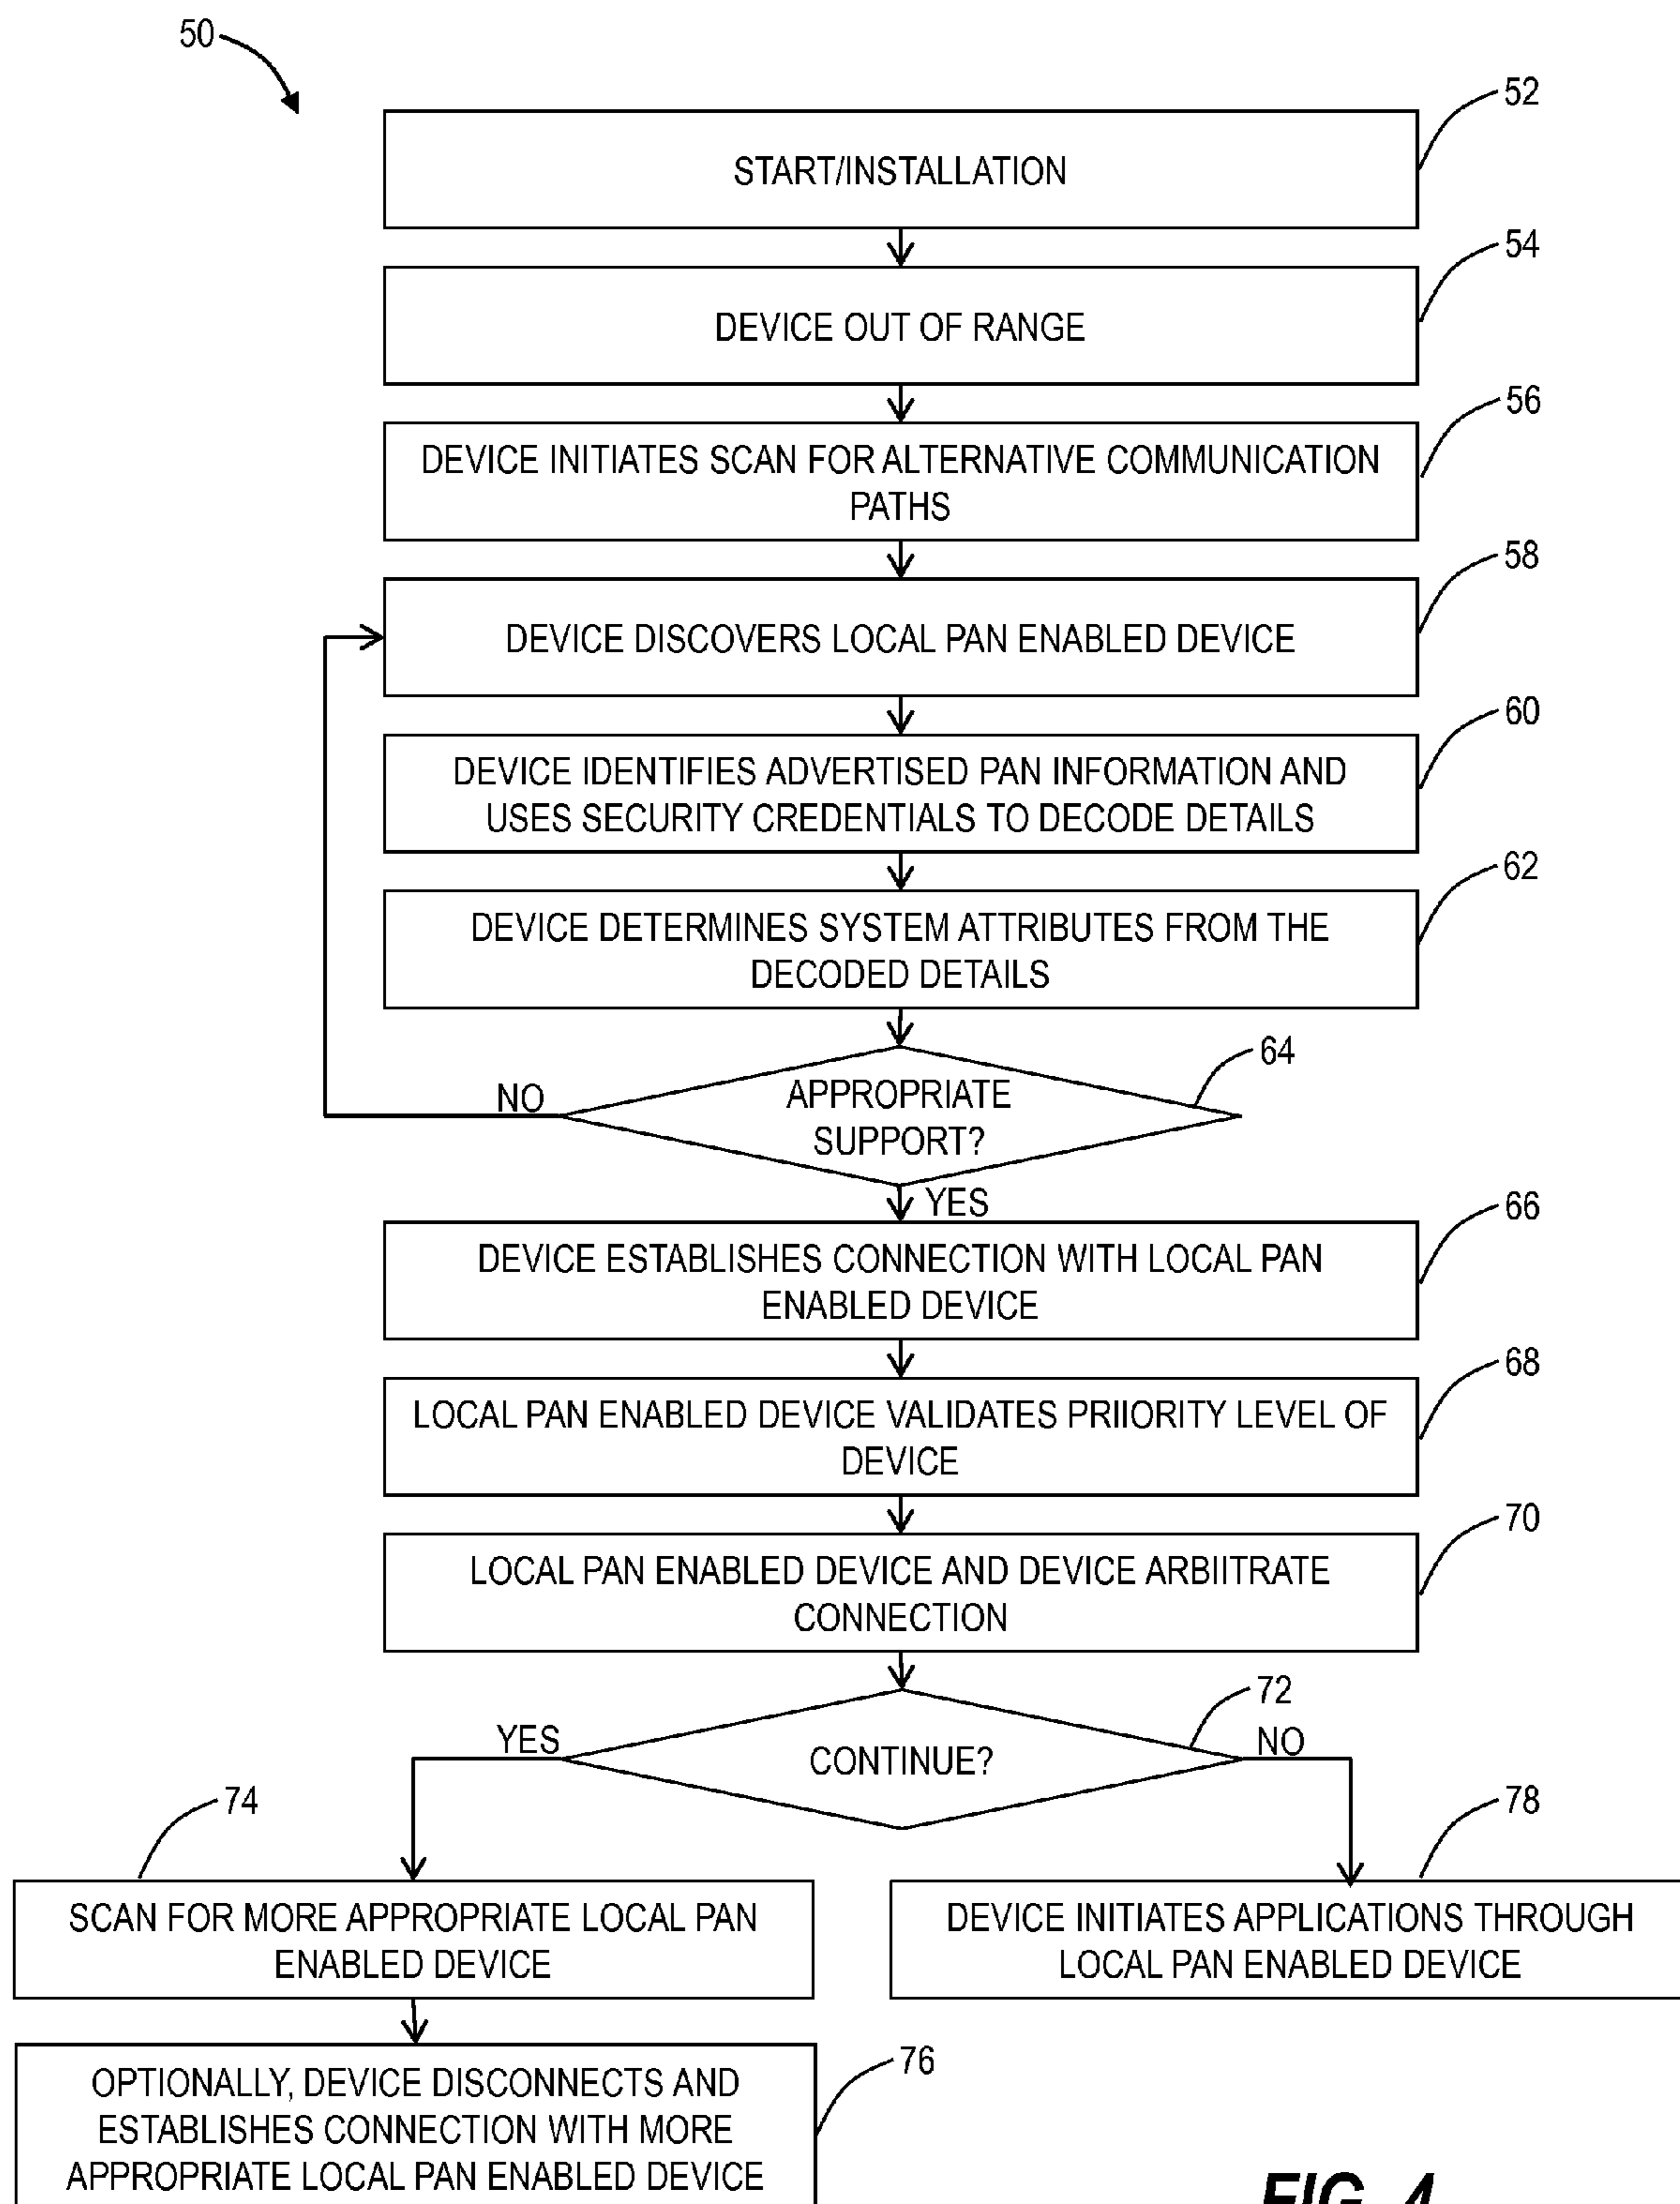 50
52
START/INSTALLATION
54
DEVICE OUT OF RANGE
56
DEVICE INITIATES SCAN FOR ALTERNATIVE COMMUNICATION
PATHS
58
DEVICE DISCOVERS LOCAL PAN ENABLED DEVICE
60
DEVICE IDENTIFIES ADVERTISED PAN INFORMATION AND
USES SECURITY CREDENTIALS TO DECODE DETAILS
62
DEVICE DETERMINES SYSTEM ATTRIBUTES FROM THE
DECODED DETAILS
64
NO
APPROPRIATE
SUPPORT?
YES
66
DEVICE ESTABLISHES CONNECTION WITH LOCAL PAN
ENABLED DEVICE
68
LOCAL PAN ENABLED DEVICE VALIDATES PRIIORITY LEVEL OF
DEVICE
70
LOCAL PAN ENABLED DEVICE AND DEVICE ARBIITRATE
CONNECTION
72
YES
CONTINUE?
NO
74
78
SCAN FOR MORE APPROPRIATE LOCAL PAN
ENABLED DEVICE
DEVICE INITIATES APPLICATIONS THROUGH
LOCAL PAN ENABLED DEVICE
76
OPTIONALLY, DEVICE DISCONNECTS AND
ESTABLISHES CONNECTION WITH MORE
APPROPRIATE LOCAL PAN ENABLED DEVICE
FIG. 4